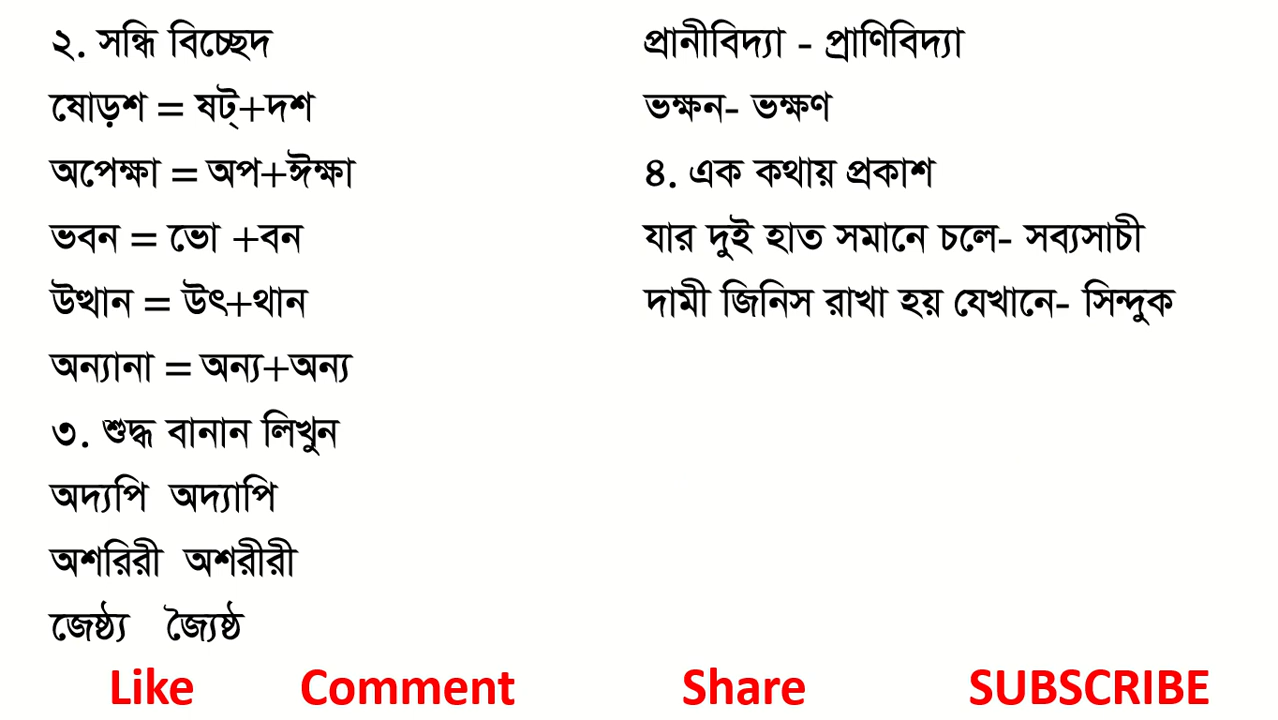 ২. সন্ধি বিচ্ছেদ
ষোড়শ = ষট্+দশ
অপেক্ষা = অপ+ঈক্ষা
ভবন = ভো +বন
উত্থান = উৎ+থান
অন্যানা = অন্য+অন্য
৩. শুদ্ধ বানান লিখুন
অদ্যপি অদ্যাপি
অশরিরী অশরীরী
জেষ্ঠ্য জ্যৈষ্ঠ
প্রানীবিদ্যা - প্রাণিবিদ্যা
ভক্ষন- ভক্ষণ
৪. এক কথায় প্রকাশ
যার দুই হাত সমানে চলে- সব্যসাচী
দামী জিনিস রাখা হয় যেখানে- সিন্দুক
Like Comment Share SUBSCRIBE